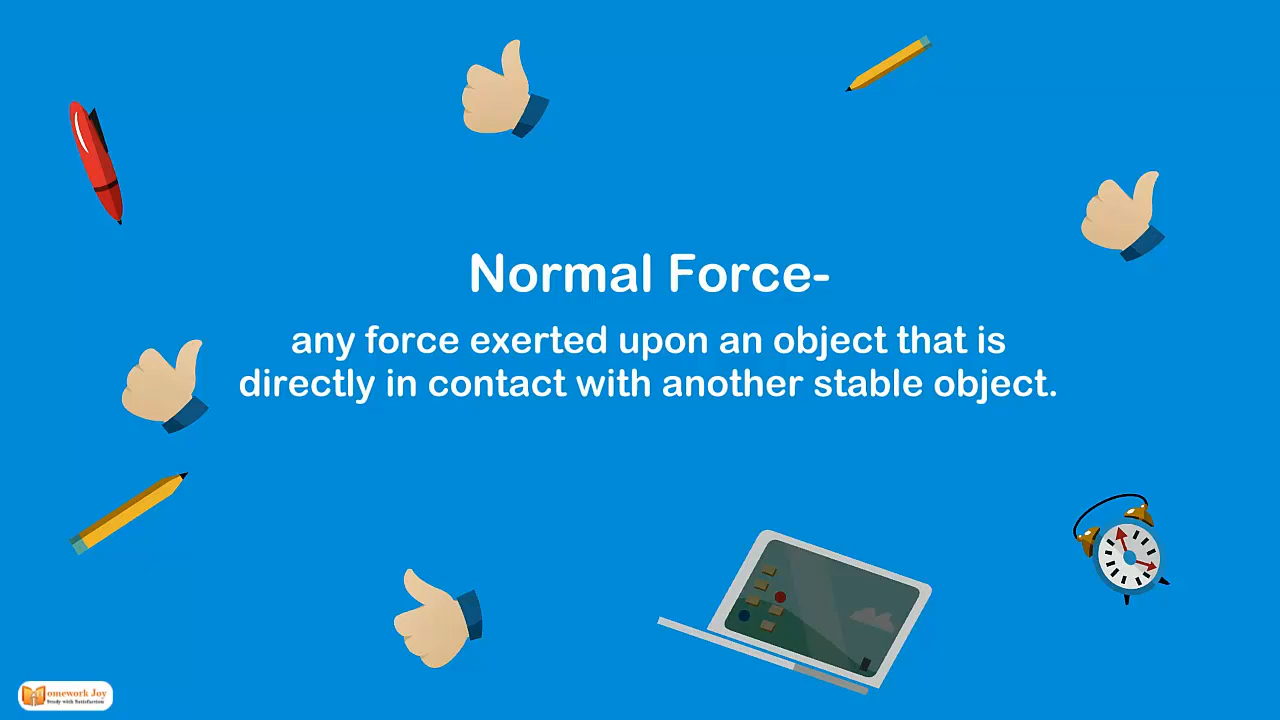 Normal Force-
any force exerted upon an object that is
directly in contact with another stable object.
omework Joy
Study with Satisfaction